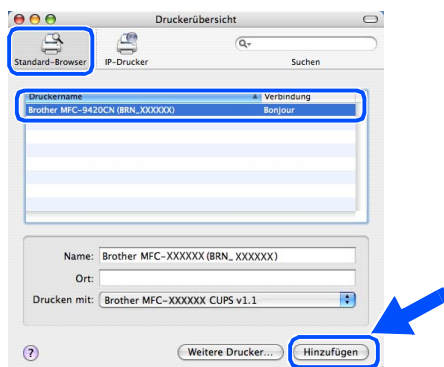 Druckerübersicht
Standard-Browser IP-Drucker Suchen
Druckername Verbindung
Brother MFC-9420CN (BRN_XXXXXX) Bonjour
Name: Brother MFC-XXXXXX (BRN_ XXXXXX)
Ort:
Drucken mit: Brother MFC-XXXXXX CUPS v1.1
? Weitere Drucker... Hinzufügen